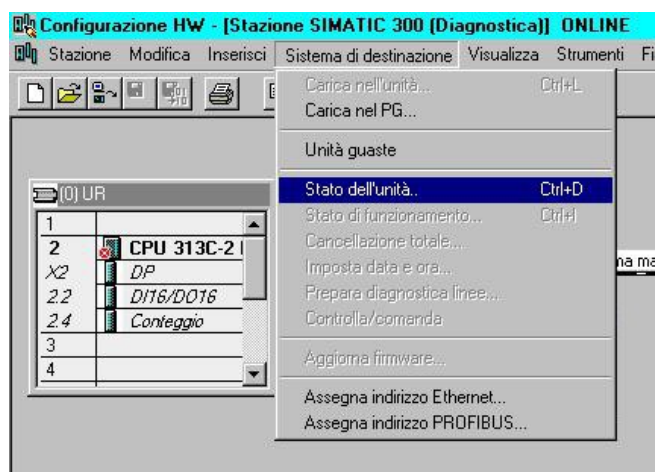 Configurazione HW - [Stazione SIMATIC 300 (Diagnostica)] ONLINE
Stazione Modifica Inserisci Sistema di destinazione Visualizza Strumenti Fi
Carica nell'unità... Ctrl+L
Carica nel PG...
Unità guaste
Stato dell'unità.. Ctrl+D
Stato di funzionamento... Ctrl+I
Cancellazione totale...
Imposta data e ora...
Prepara diagnostica linee...
Controlla/comanda
Aggiorna firmware...
Assegna indirizzo Ethernet...
Assegna indirizzo PROFIBUS...
(0) UR
1
2 CPU 313C-2
X2 DP
2.2 DI16/DO16
2.4 Conteggio
3
4
na ma